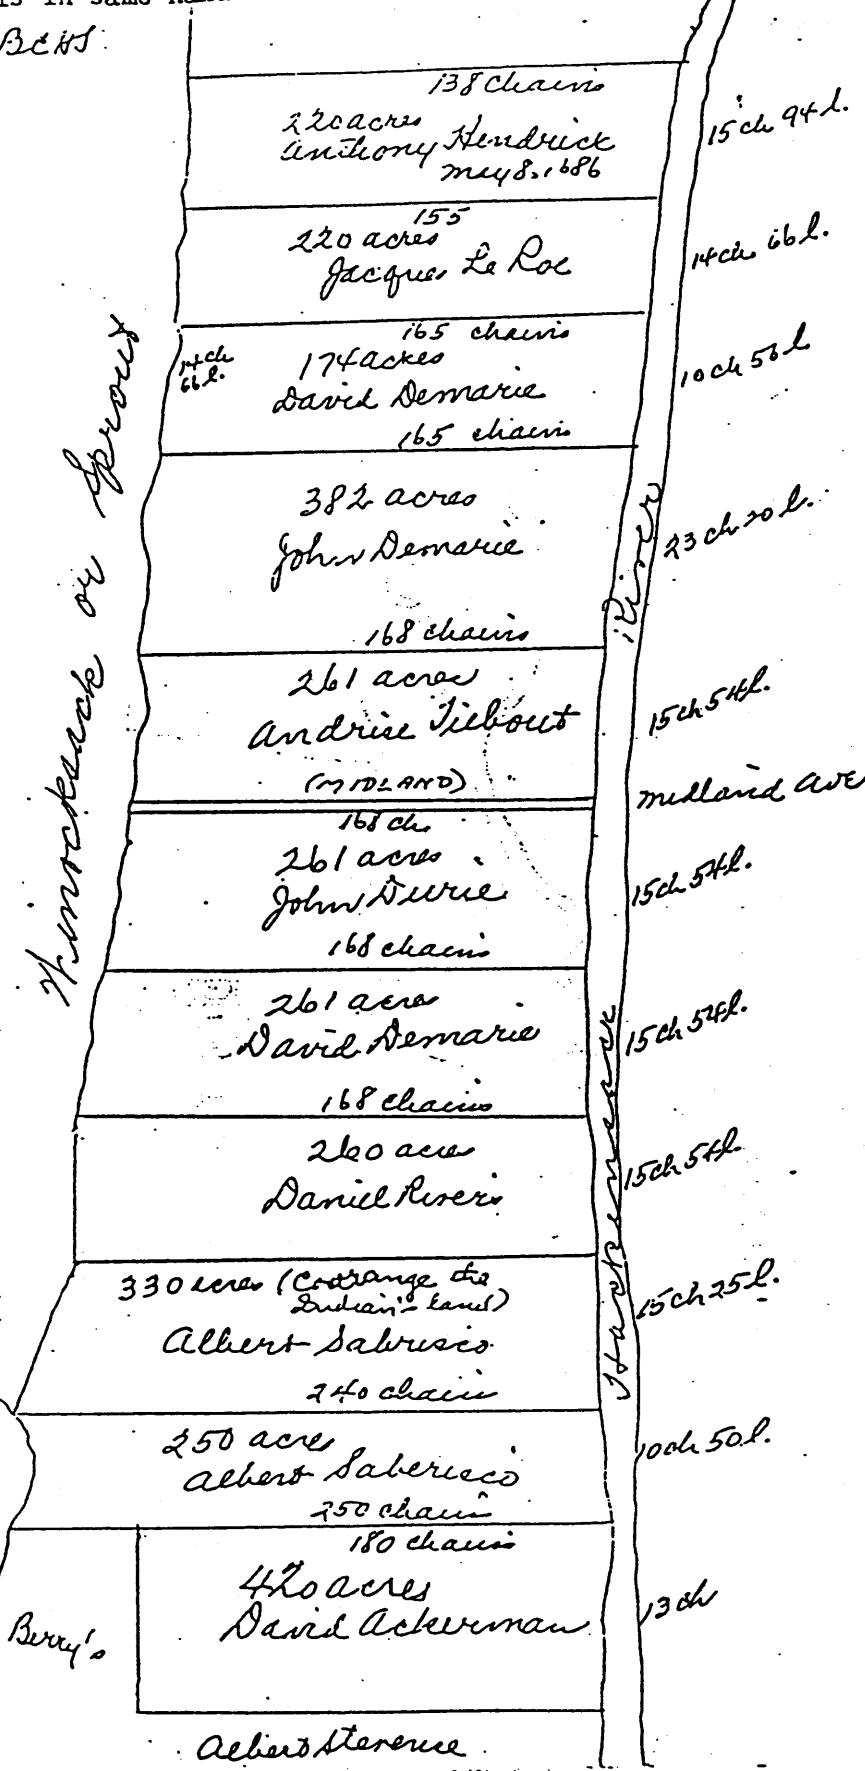 BCHS
138 chains
220 acres
Anthony Hendrick
May 8, 1686
15 ch 94 l.
155
220 acres
Jacques Le Roe
14 ch 66 l.
165 chains
14 ch
66 l.
174 acres
David Demarie
165 chains
10 ch 56 l
382 acres
John Demarie
168 chains
23 ch 20 l.
River
261 acres
Andrise Tiebout
(MIDLAND)
15 ch 54 l.
Midland Ave
168 ch.
261 acres
John Durie
168 chains
15 ch 54 l.
or Sprout
261 acres
David Demarie
168 chains
15 ch 54 l.
Hackensack
260 acres
Daniel Rivers
15 ch 54 l.
330 acres (the
Indian's land)
Albert Sabrisco
240 chains
15 ch 25 l.
250 acres
Albert Saberisco
250 chains
10 ch 50 l.
180 chains
420 acres
David Ackerman
13 ch
Berry's
Albert Sterence